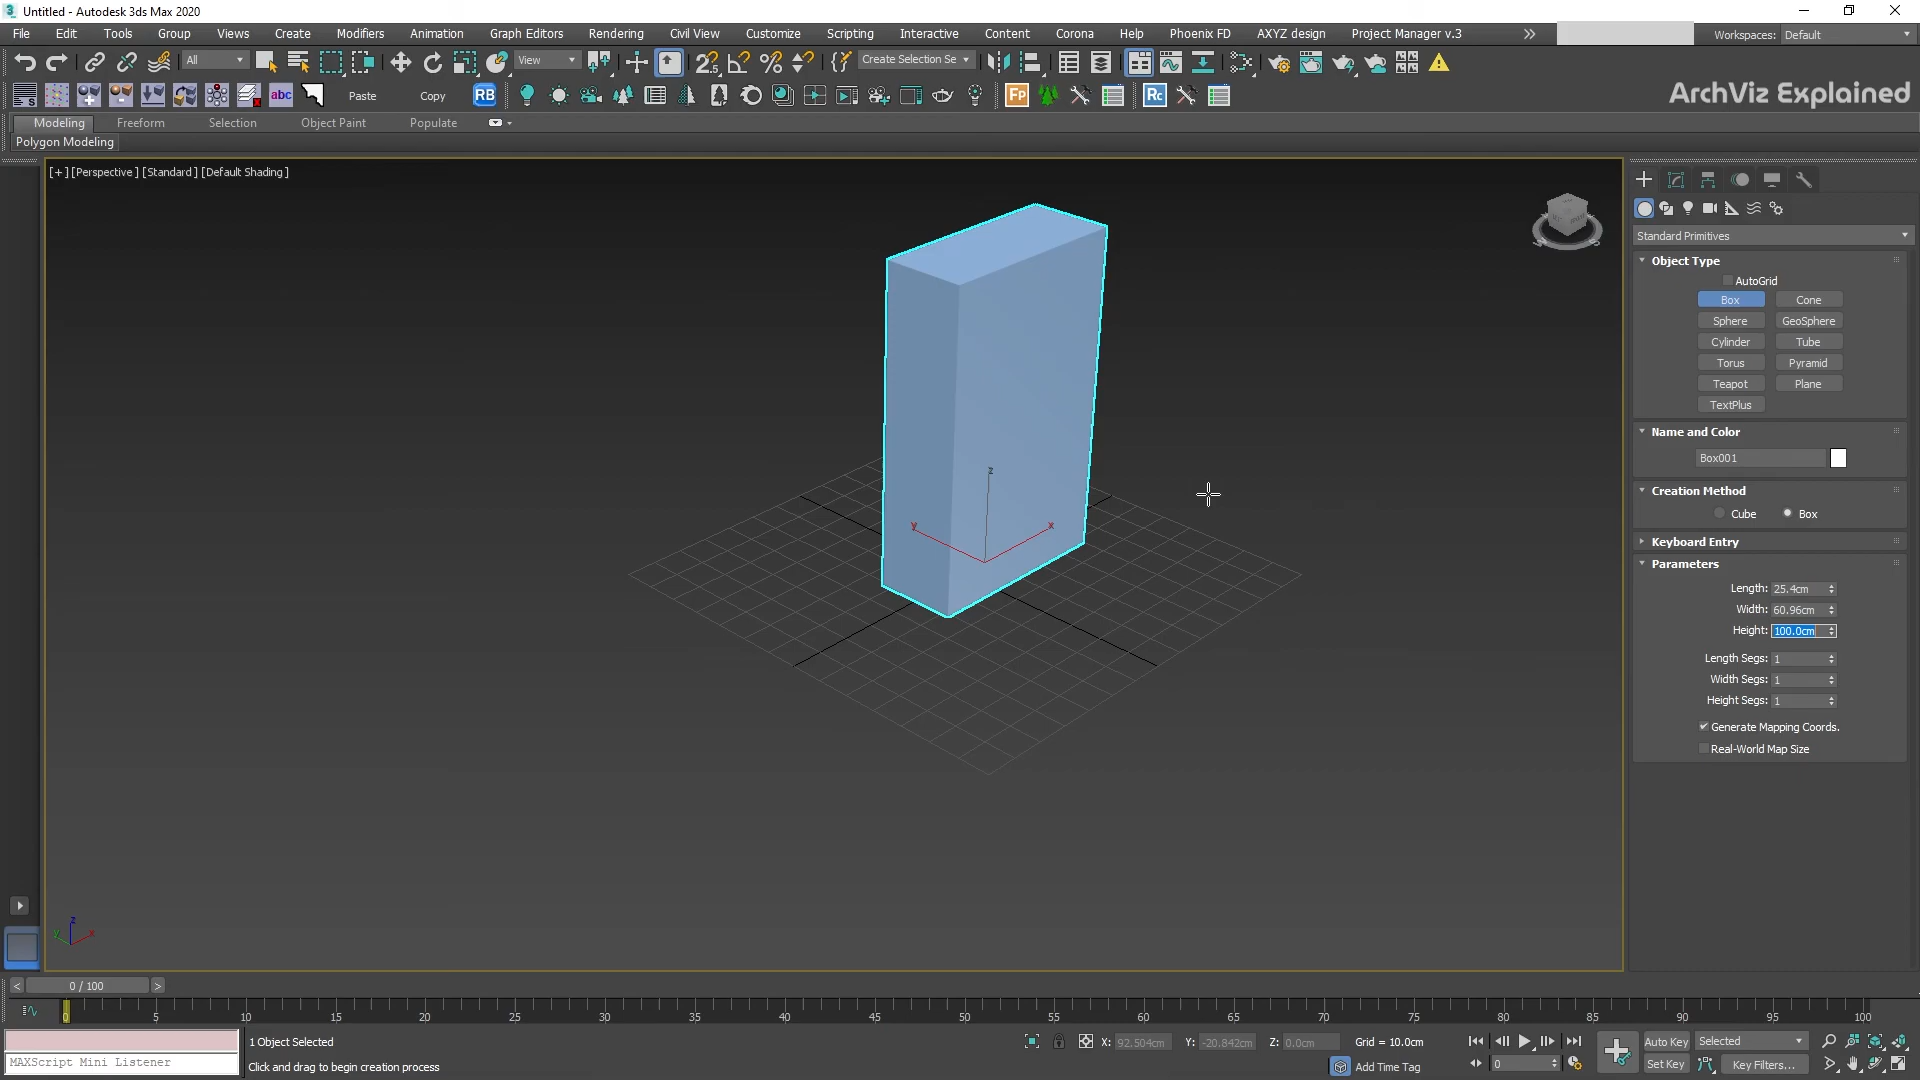 Untitled - Autodesk 3ds Max 2020
File Edit Tools Group Views Create Modifiers Animation Graph Editors Rendering Civil View Customize Scripting Interactive Content Corona Help Phoenix FD AXYZ design Project Manager v.3 Workspaces: Default
All View Create Selection Se
abc Paste Copy RB Fp Rc
ArchViz Explained
Modeling Freeform Selection Object Paint Populate
Polygon Modeling
[+] [Perspective] [Standard] [Default Shading]
Standard Primitives
Object Type
AutoGrid
Box Cone
Sphere GeoSphere
Cylinder Tube
Torus Pyramid
Teapot Plane
TextPlus
Name and Color
Box001
Creation Method
Cube Box
Keyboard Entry
Parameters
Length: 25.4cm
Width: 60.96cm
Height: 100.0cm
Length Segs: 1
Width Segs: 1
Height Segs: 1
Generate Mapping Coords.
Real-World Map Size
z
y x
z
y x
< 0 / 100 >
0 5 10 15 20 25 30 35 40 45 50 55 60 65 70 75 80 85 90 95 100
1 Object Selected X: 92.504cm Y: -20.842cm Z: 0.0cm Grid = 10.0cm Auto Key Selected
MAXScript Mini Listener Click and drag to begin creation process Add Time Tag 0 Set Key Key Filters...